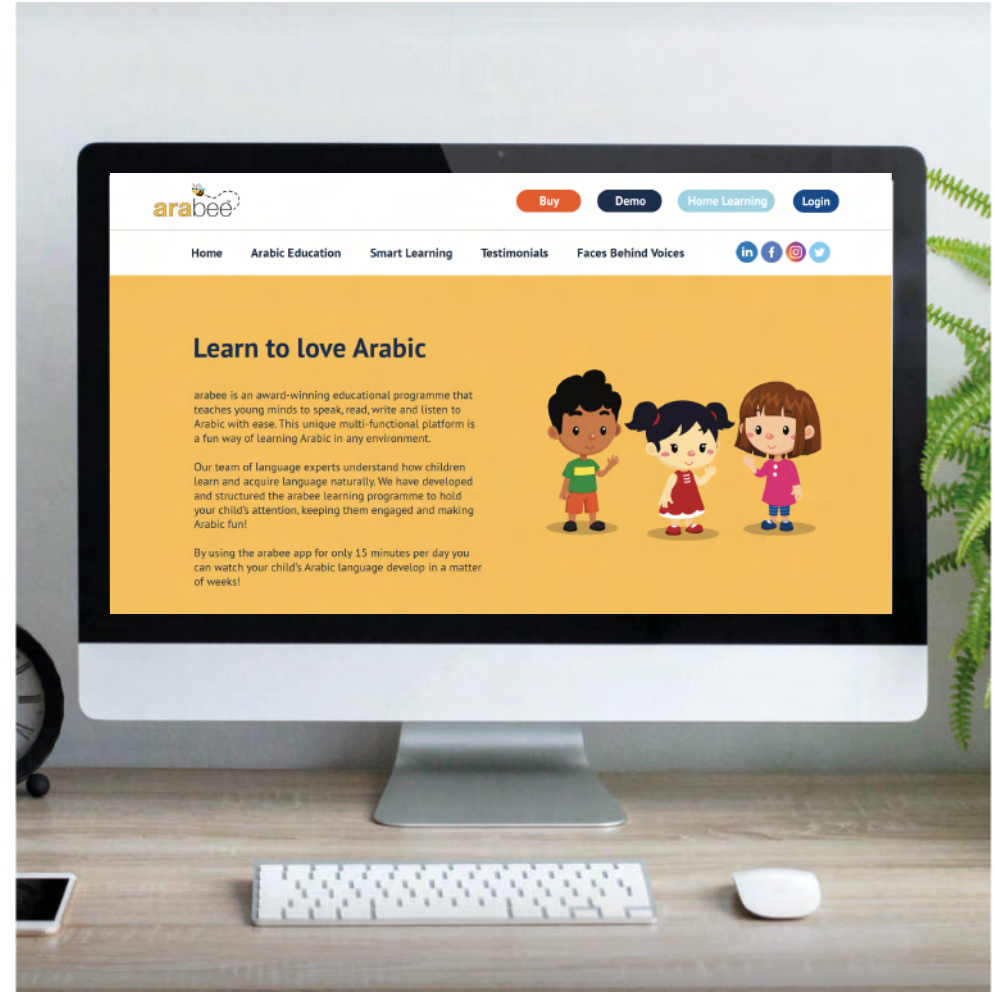 arabee
Buy
Demo
Home Learning
Login
Home
Arabic Education
Smart Learning
Testimonials
Faces Behind Voices
in
f
Learn to love Arabic
arabee is an award-winning educational programme that
teaches young minds to speak, read, write and listen to
Arabic with ease. This unique multi-functional platform is
a fun way of learning Arabic in any environment.
Our team of language experts understand how children
learn and acquire language naturally. We have developed
and structured the arabee learning programme to hold
your child's attention, keeping them engaged and making
Arabic fun!
By using the arabee app for only 15 minutes per day you
can watch your child's Arabic language develop in a matter
of weeks!